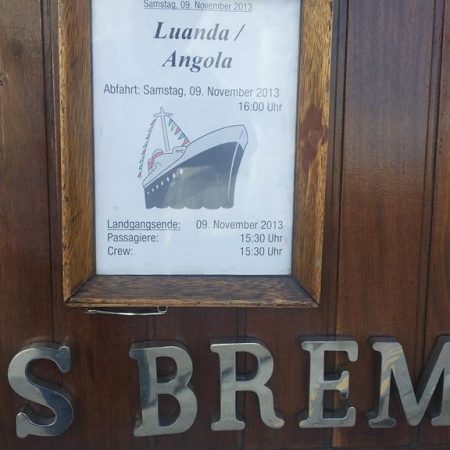 Samstag, 09. November 2013
Luanda /
Angola
Abfahrt: Samstag, 09. November 2013
16:00 Uhr
Landgangsende: 09. November 2013
Passagiere: 15:30 Uhr
Crew: 15:30 Uhr
S BREM